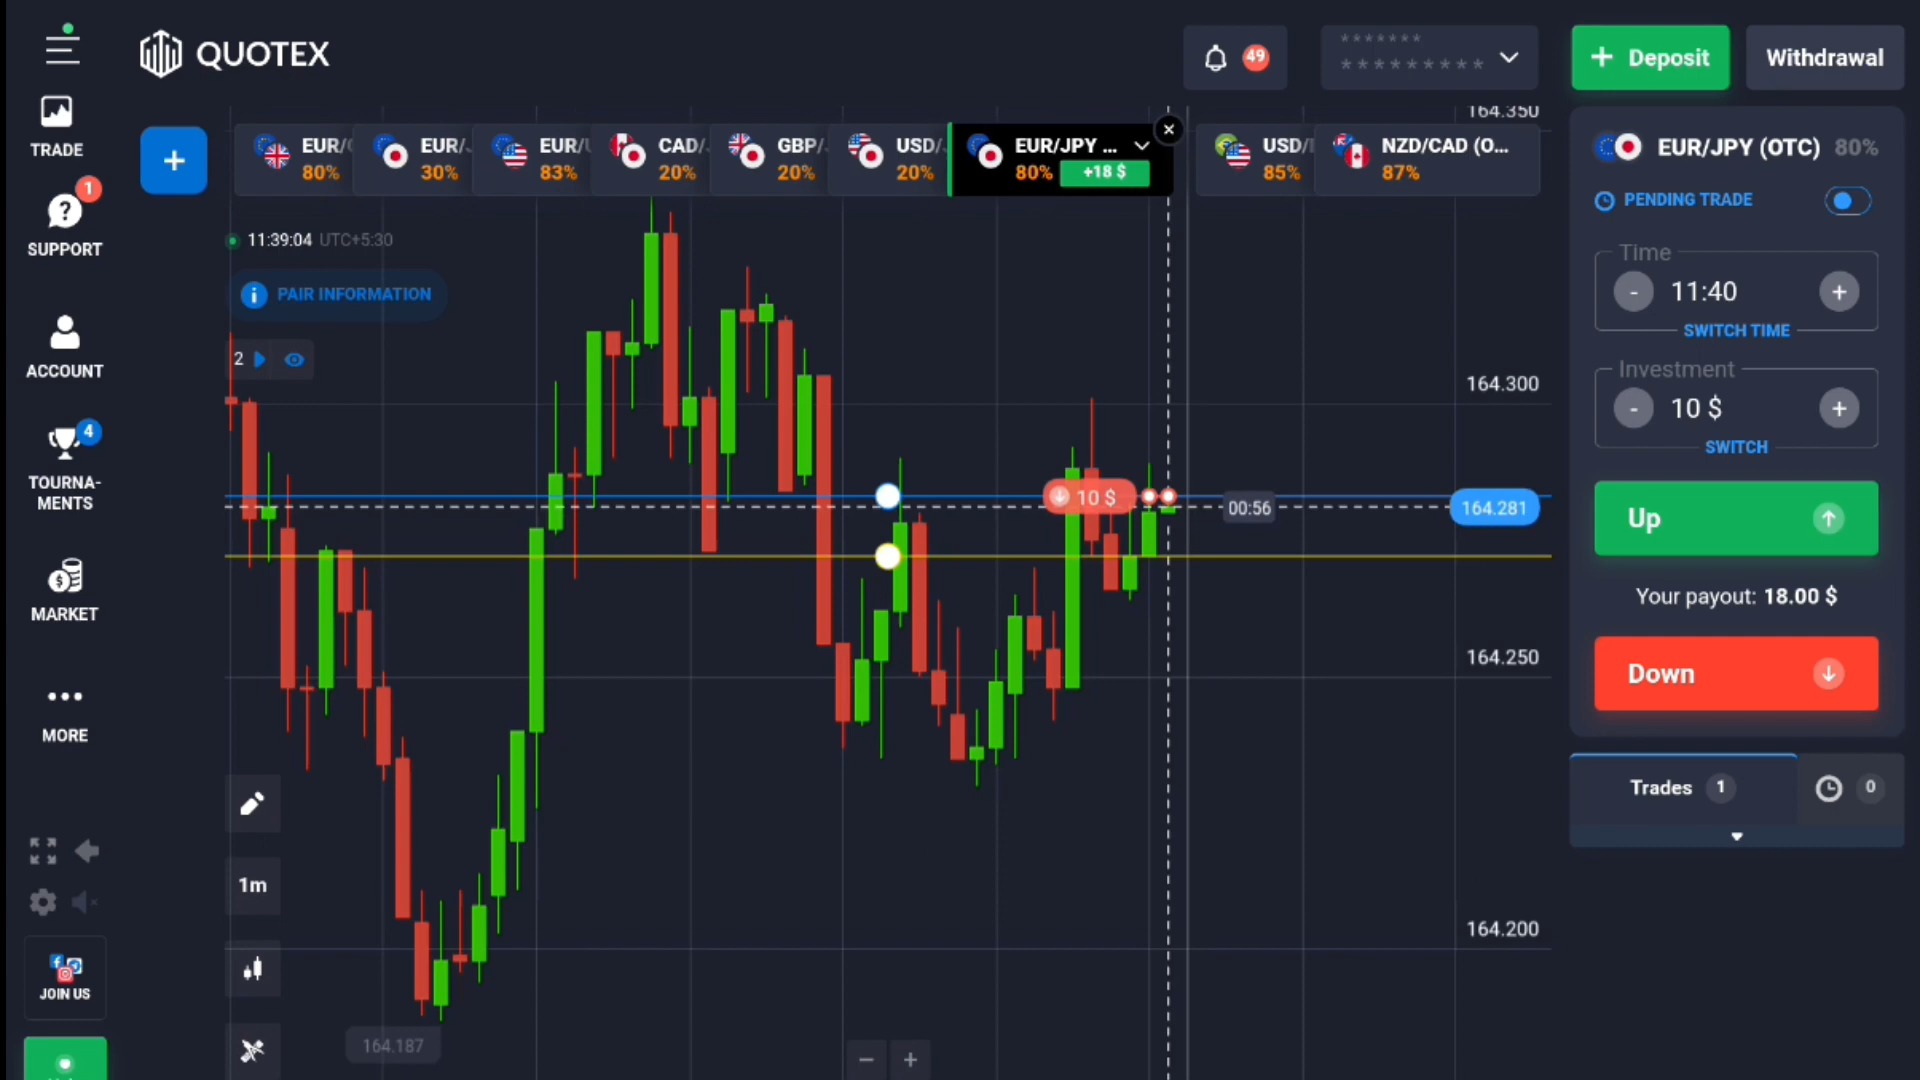 QUOTEX
49
*******
*********
+ Deposit
Withdrawal
TRADE
1
SUPPORT
ACCOUNT
4
TOURNA-
MENTS
MARKET
MORE
JOIN US
+
EUR/
80%
EUR/
30%
EUR/
83%
CAD/
20%
GBP/
20%
USD/
20%
EUR/JPY ...
80% +18 $
USD/
85%
NZD/CAD (O...
87%
11:39:04 UTC+5:30
PAIR INFORMATION
2
1m
10 $
00:56
164.281
164.350
164.300
164.250
164.200
164.187
- +
EUR/JPY (OTC) 80%
PENDING TRADE
Time
- 11:40 +
SWITCH TIME
Investment
- 10 $ +
SWITCH
Up
Your payout: 18.00 $
Down
Trades 1
0